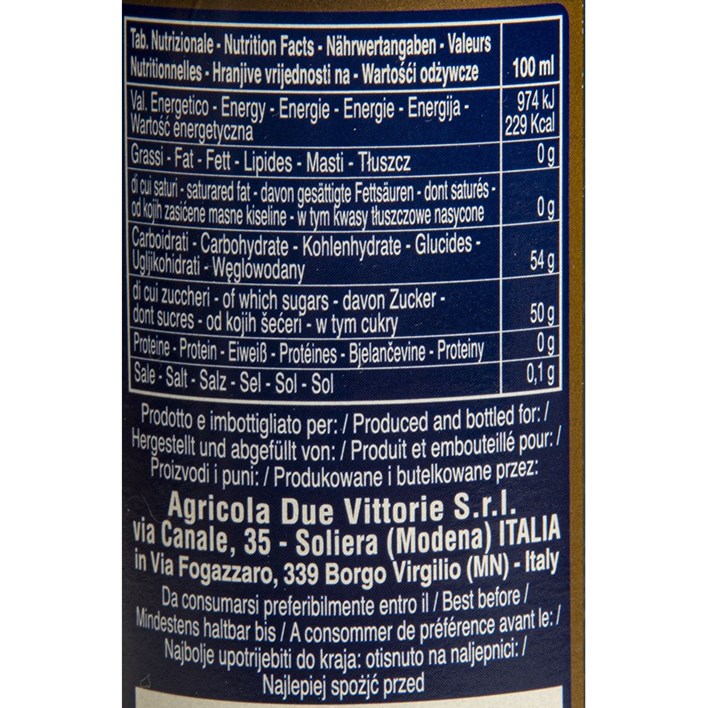 Tab. Nutrizionale - Nutrition Facts - Nährwertangaben - Valeurs
Nutritionnelles - Hranjive vrijednosti na - Wartośći odżywcze 100 ml
Val. Energetico - Energy - Energie - Energie - Energija -
Wartość energetyczna
974 kJ
229 Kcal
Grassi - Fat - Fett - Lipides - Masti - Tłuszcz 0 g
di cui saturi - saturared fat - davon gesättigte Fettsäuren - dont saturés -
od kojih zasićene masne kiseline - w tym kwasy tłuszczowe nasycone 0 g
Carboidrati - Carbohydrate - Kohlenhydrate - Glucides -
Ugljikohidrati - Węglowodany 54 g
di cui zuccheri - of which sugars - davon Zucker -
dont sucres - od kojih šećeri - w tym cukry 50 g
Proteine - Protein - Eiweiß - Protéines - Bjelančevine - Proteiny 0 g
Sale - Salt - Salz - Sel - Sol - Sol 0,1 g
Prodotto e imbottigliato per: / Produced and bottled for: /
Hergestellt und abgefüllt von: / Produit et embouteillé pour: /
Proizvodi i puni: / Produkowane i butelkowane przez:
Agricola Due Vittorie S.r.l.
via Canale, 35 - Soliera (Modena) ITALIA
in Via Fogazzaro, 339 Borgo Virgilio (MN) - Italy
Da consumarsi preferibilmente entro il / Best before /
Mindestens haltbar bis / A consommer de préférence avant le: /
Najbolje upotrijebiti do kraja: otisnuto na naljepnici: /
Najlepiej spożjć przed